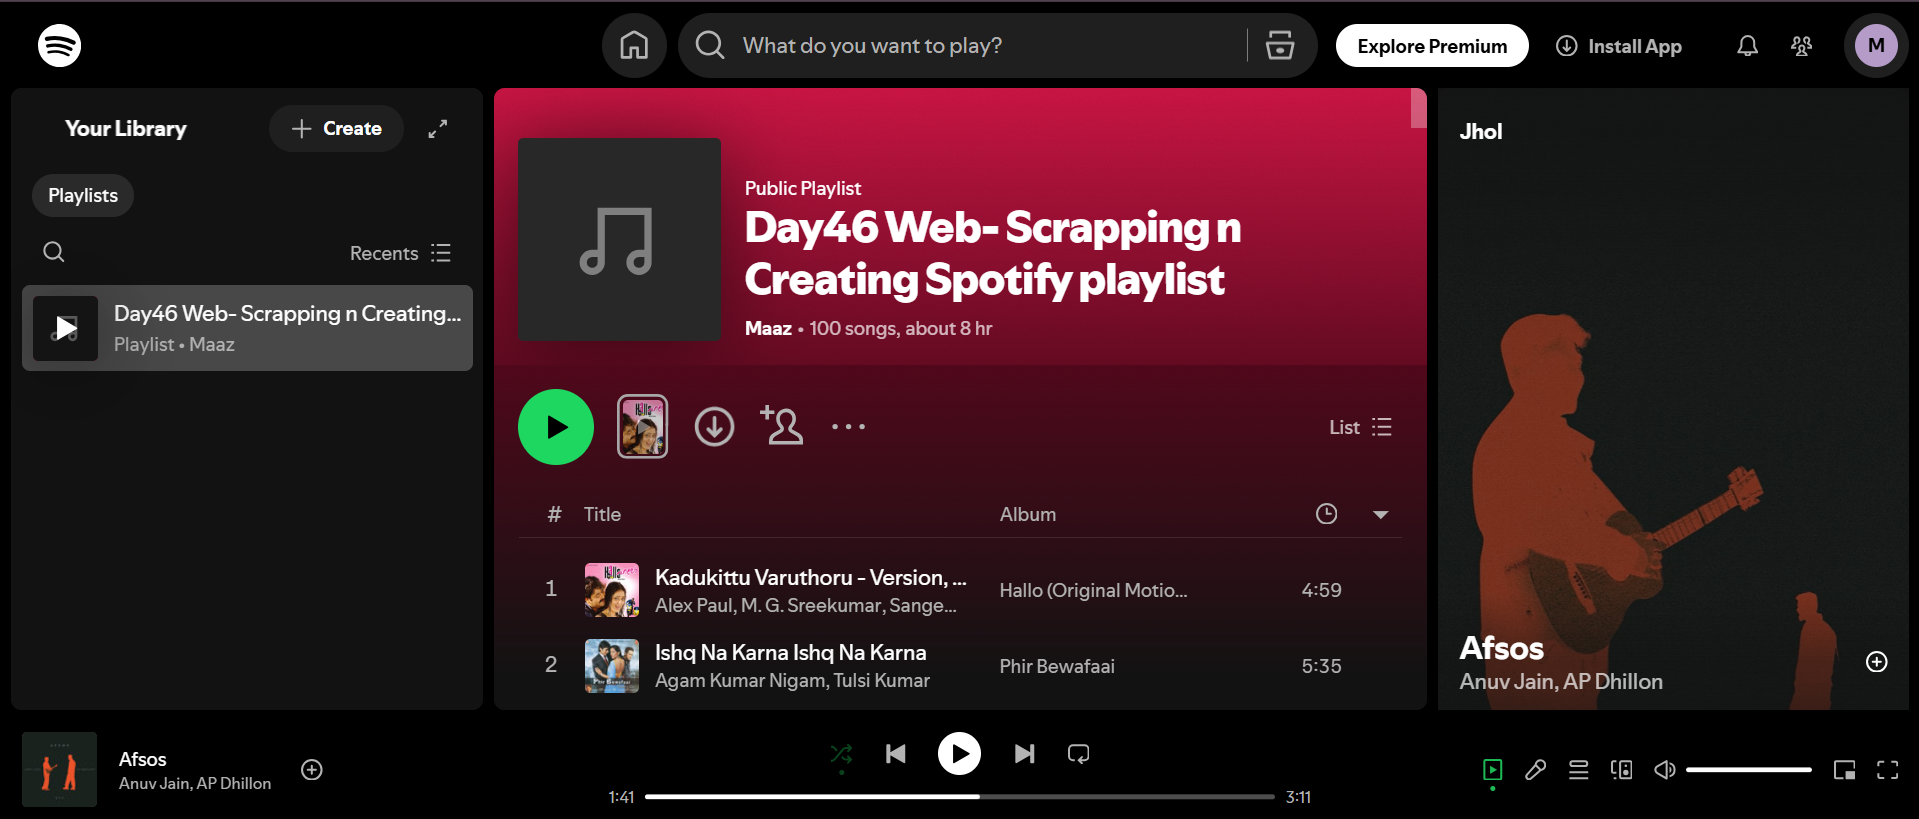 What do you want to play?
Explore Premium
Install App
M
Your Library
Create
Playlists
Recents
Day46 Web- Scrapping n Creating...
Playlist • Maaz
Public Playlist
Day46 Web- Scrapping n
Creating Spotify playlist
Maaz • 100 songs, about 8 hr
List
# Title Album
1 Kadukittu Varuthoru - Version, ... Hallo (Original Motio... 4:59
Alex Paul, M. G. Sreekumar, Sange...
2 Ishq Na Karna Ishq Na Karna Phir Bewafaai 5:35
Agam Kumar Nigam, Tulsi Kumar
Jhol
Afsos
Anuv Jain, AP Dhillon
Afsos
Anuv Jain, AP Dhillon
1:41
3:11